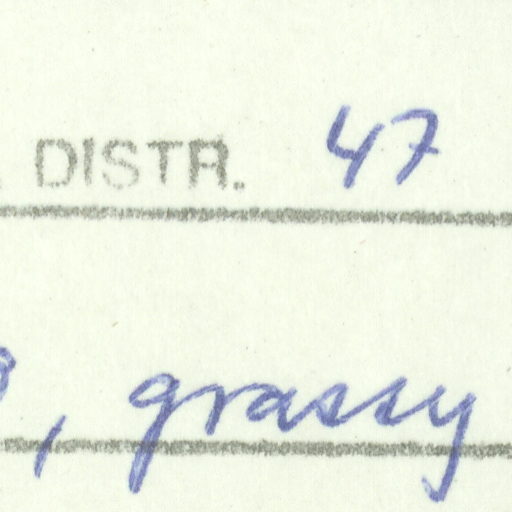 DISTR. 47
, grassy